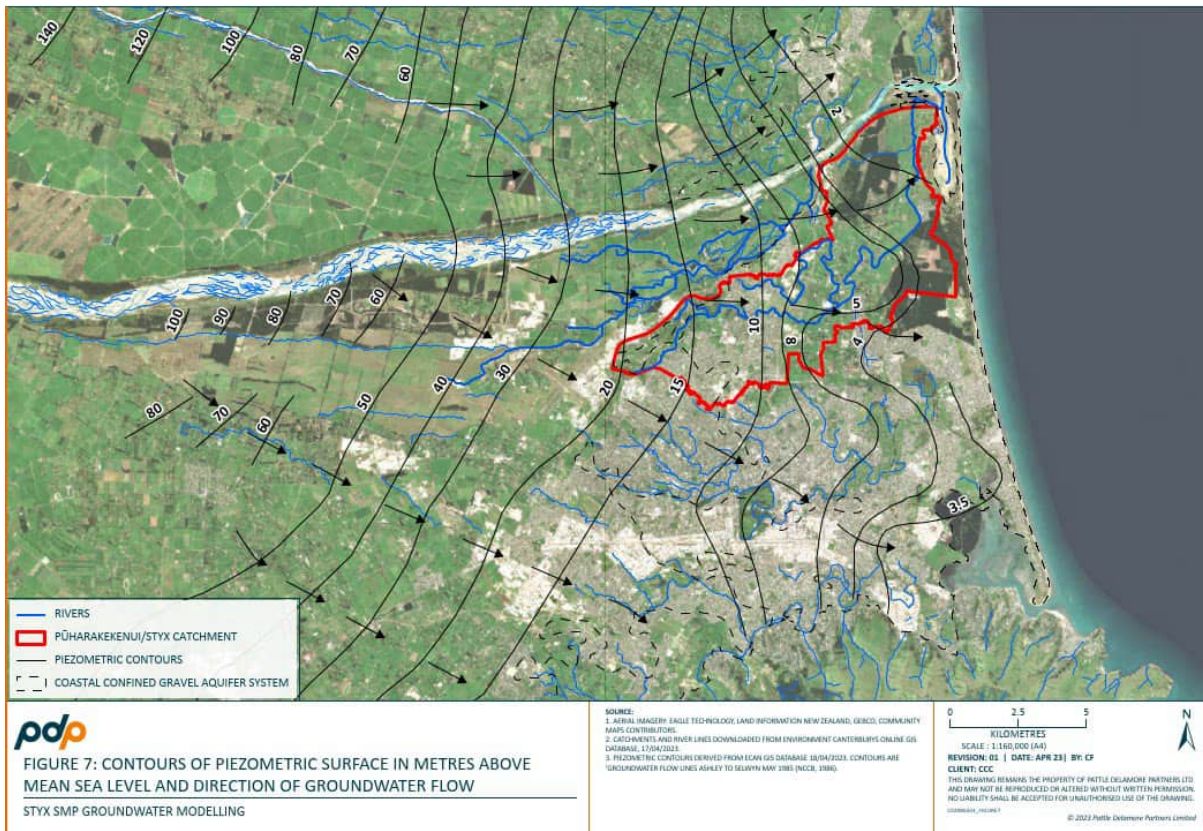 140
120
100
80
70
60
2
100
90
80
70
60
5
10
8
4
80
70
60
50
40
30
20
15
3.5
RIVERS
PŪHARAKEKENUI/STYX CATCHMENT
PIEZOMETRIC CONTOURS
COASTAL CONFINED GRAVEL AQUIFER SYSTEM
pdp
FIGURE 7: CONTOURS OF PIEZOMETRIC SURFACE IN METRES ABOVE
MEAN SEA LEVEL AND DIRECTION OF GROUNDWATER FLOW
STYX SMP GROUNDWATER MODELLING
SOURCE:
1. AERIAL IMAGERY: EAGLE TECHNOLOGY, LAND INFORMATION NEW ZEALAND, GEBCO, COMMUNITY
MAPS CONTRIBUTORS.
2. CATCHMENTS AND RIVER LINES DOWNLOADED FROM ENVIRONMENT CANTERBURYS ONLINE GIS
DATABASE, 17/04/2023.
3. PIEZOMETRIC CONTOURS DERIVED FROM ECAN GIS DATABASE 18/04/2023. CONTOURS ARE
'GROUNDWATER FLOW LINES ASHLEY TO SELWYN MAY 1985 (NCCB, 1986).
0 2.5 5
KILOMETRES
SCALE : 1:160,000 (A4)
N
REVISION: 01 | DATE: APR 23 | BY: CF
CLIENT: CCC
THIS DRAWING REMAINS THE PROPERTY OF PATTLE DELAMORE PARTNERS LTD
AND MAY NOT BE REPRODUCED OR ALTERED WITHOUT WRITTEN PERMISSION.
NO LIABILITY SHALL BE ACCEPTED FOR UNAUTHORISED USE OF THE DRAWING.
© 2023 Pattle Delamore Partners Limited